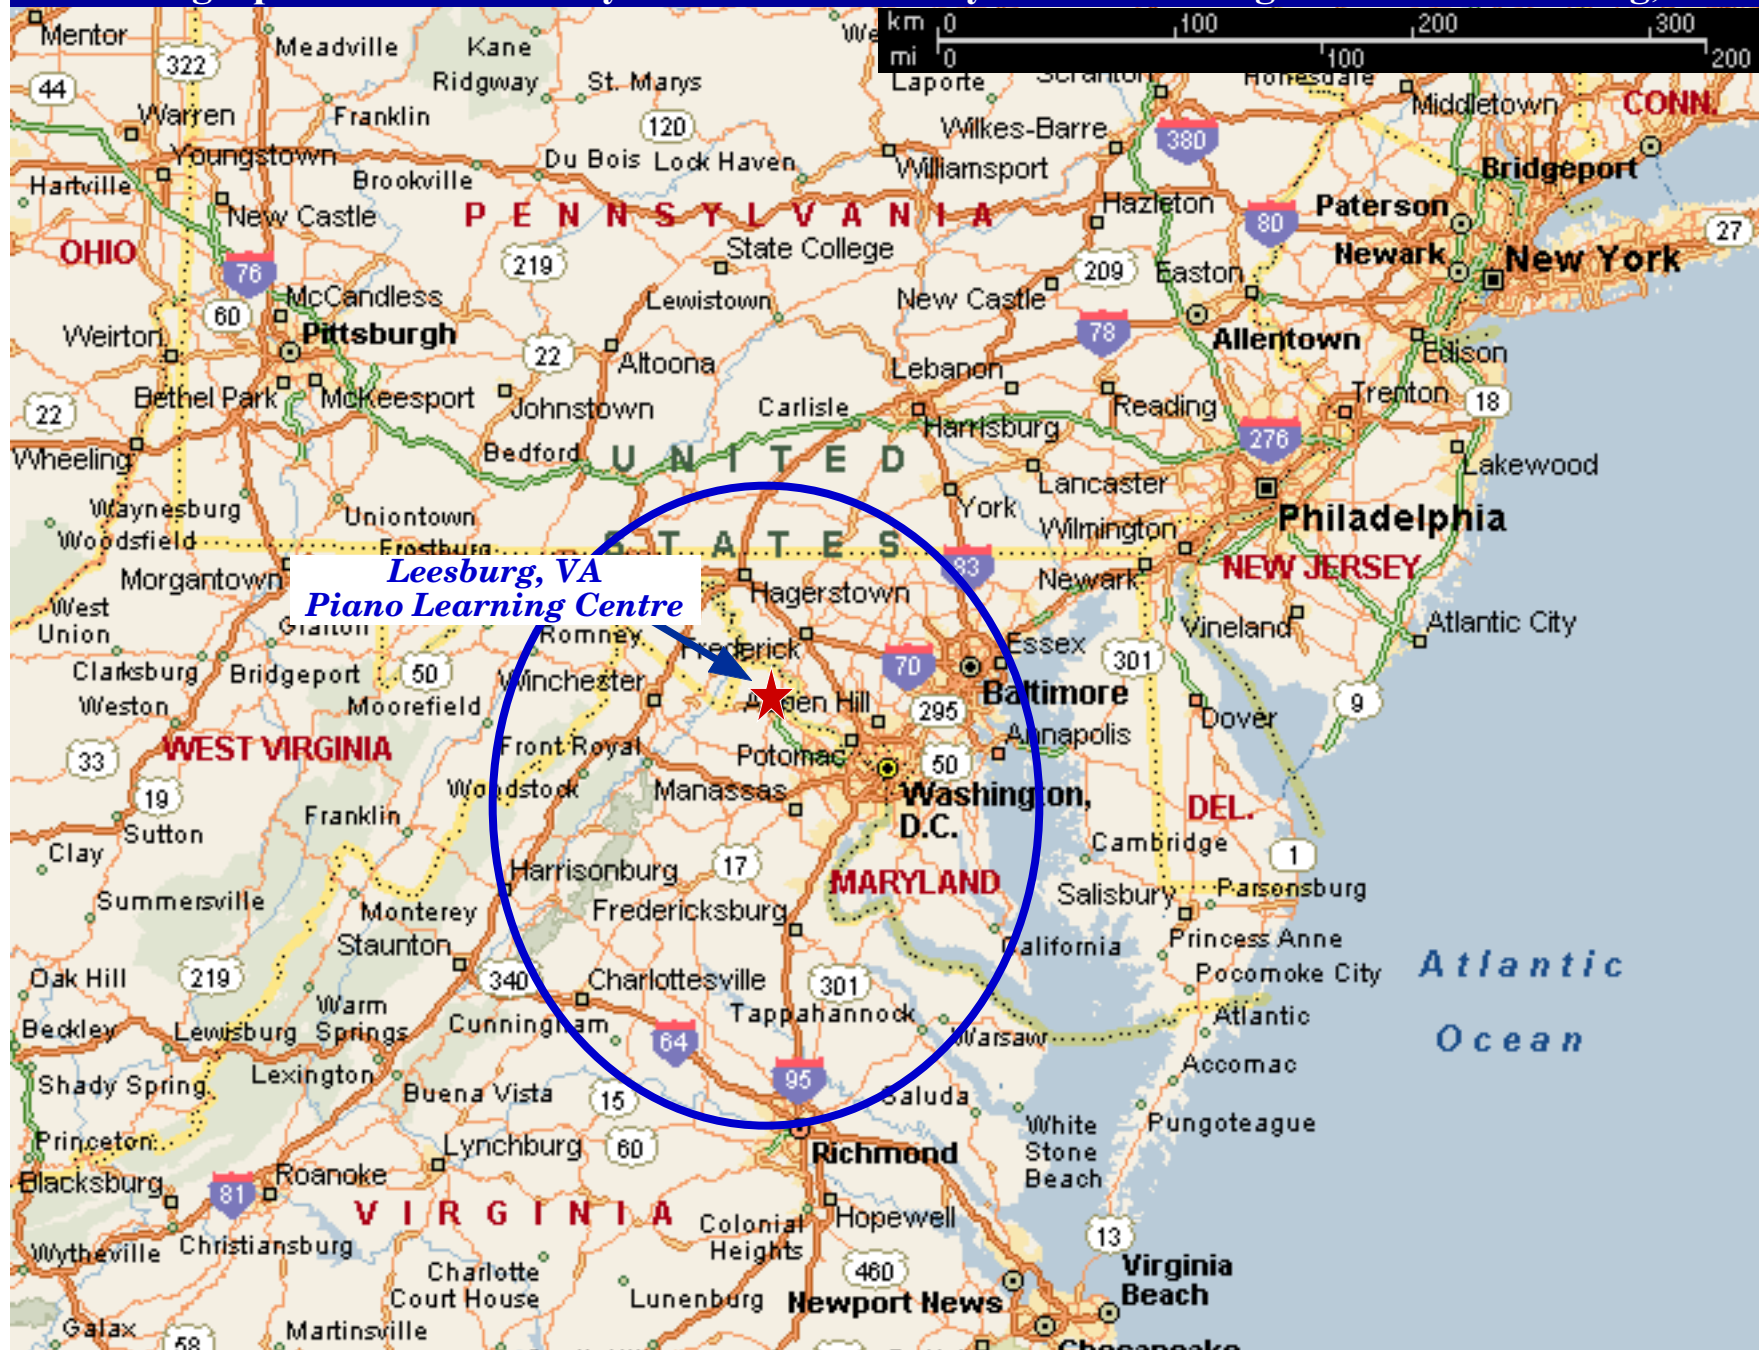 km 0 100 200 300
mi 0 100 200
Mentor
Meadville
Kane
322
Ridgway
St. Marys
Laporte
Scranton
Honesdale
44
Middletown
CONN.
Warren
Franklin
120
Wilkes-Barre
380
Youngstown
Du Bois
Lock Haven
Williamsport
Bridgeport
Hartville
Brookville
New Castle
PENNSYLVANIA
Hazleton
80
Paterson
27
OHIO
State College
Newark
New York
76
219
209
Easton
McCandless
Lewistown
New Castle
60
Pittsburgh
78
Allentown
Weirton
22
Altoona
Edison
Lebanon
Bethel Park
McKeesport
Johnstown
Carlisle
Reading
Trenton
18
22
Harrisburg
276
Wheeling
Bedford
UNITED
Lakewood
Lancaster
Waynesburg
Uniontown
York
Philadelphia
Woodsfield
Frostburg
STATES
Wilmington
Leesburg, VA
Piano Learning Centre
83
NEW JERSEY
Morgantown
Hagerstown
Newark
West
Union
Grafton
Romney
Frederick
Essex
Vineland
Atlantic City
Clarksburg
Bridgeport
50
Winchester
70
301
Weston
Moorefield
Hill
295
Baltimore
9
Dover
33
WEST VIRGINIA
Front Royal
Potomac
50
Annapolis
19
Woodstock
Manassas
Washington,
D.C.
DEL.
Sutton
Franklin
Clay
Harrisonburg
17
Cambridge
1
MARYLAND
Summersville
Monterey
Fredericksburg
Salisbury
Parsonsburg
Staunton
California
Princess Anne
Oak Hill
219
340
Charlottesville
301
Pocomoke City
Atlantic
Ocean
Warm
Springs
Beckley
Lewisburg
Cunningham
64
Tappahannock
Warsaw
Atlantic
Shady Spring
Lexington
Buena Vista
15
95
Saluda
Accomac
White
Stone
Beach
Pungoteague
Princeton
Lynchburg
60
Richmond
Blacksburg
81
Roanoke
VIRGINIA
Colonial
Heights
Hopewell
13
Wytheville
Christiansburg
Charlotte
Court House
460
Virginia
Beach
Lunenburg
Newport News
Galax
58
Martinsville
Chesapeake